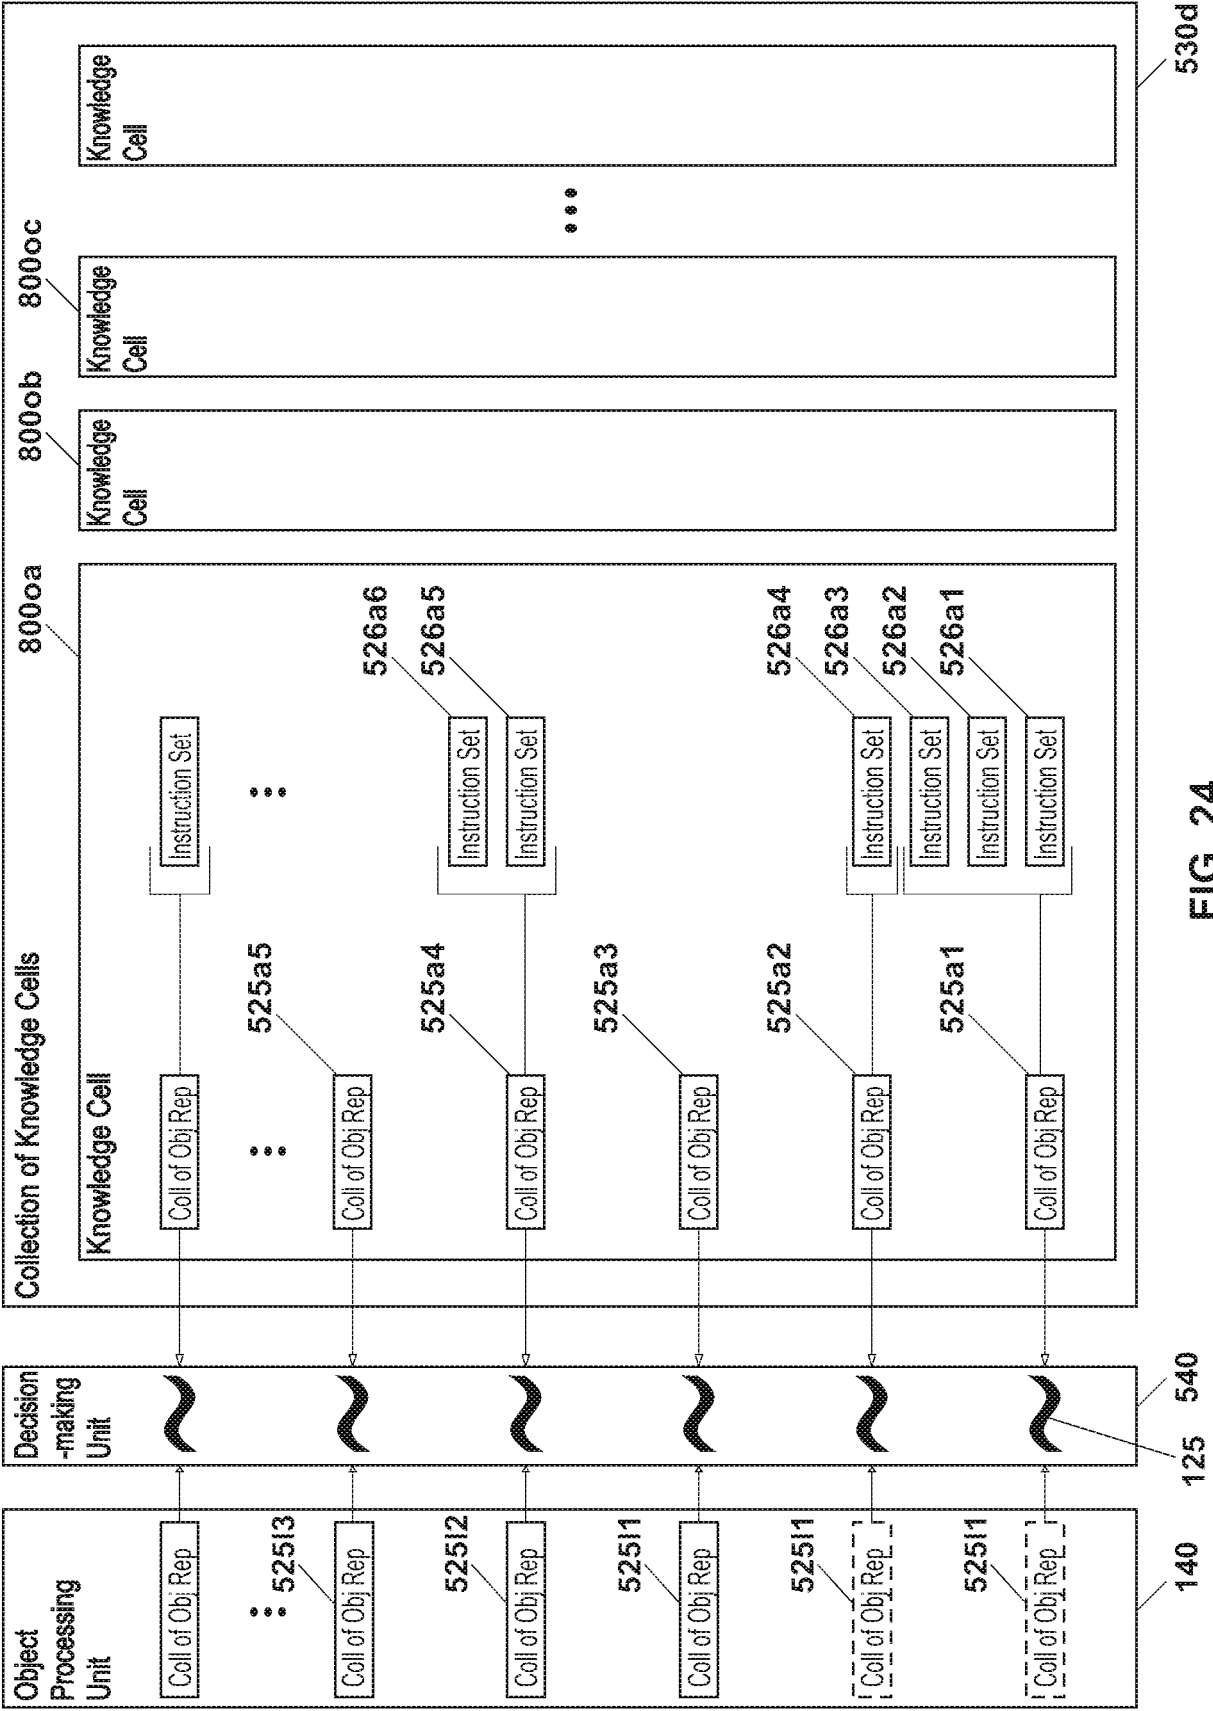 Object
Processing
Unit
Coll of Obj Rep
525l3
Coll of Obj Rep
525l2
Coll of Obj Rep
525l1
Coll of Obj Rep
525l1
Coll of Obj Rep
525l1
Coll of Obj Rep
140
Decision
-making
Unit
125
540
Collection of Knowledge Cells
Knowledge Cell
Coll of Obj Rep
525a5
Coll of Obj Rep
525a4
Coll of Obj Rep
525a3
Coll of Obj Rep
525a2
Coll of Obj Rep
525a1
Coll of Obj Rep
Instruction Set
526a6
Instruction Set
526a5
Instruction Set
526a4
Instruction Set
526a3
Instruction Set
526a2
Instruction Set
526a1
Instruction Set
800oa
Knowledge
Cell
800ob
Knowledge
Cell
800oc
Knowledge
Cell
530d
FIG. 24